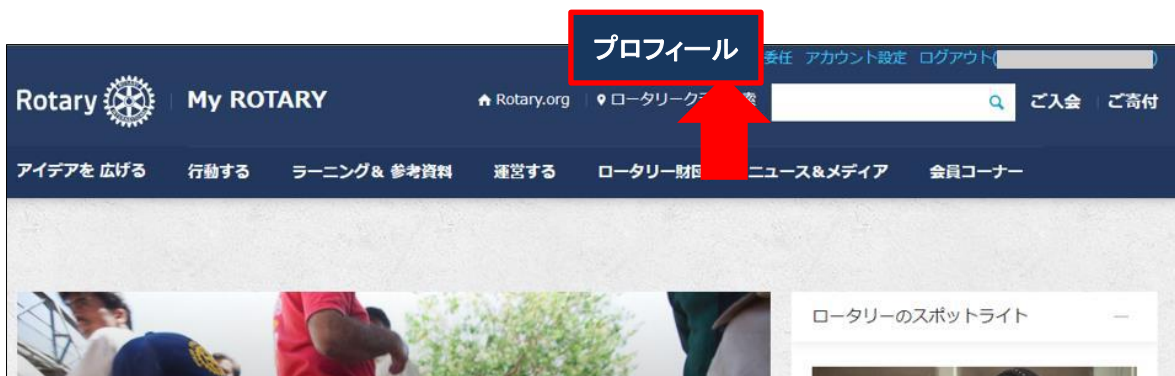 プロフィール
委任 アカウント設定 ログアウト( )
Rotary My ROTARY Rotary.org ロータリークラ 索 ご入会 ご寄付
アイデアを 広げる 行動する ラーニング& 参考資料 運営する ロータリー財団 ニュース&メディア 会員コーナー
ロータリーのスポットライト